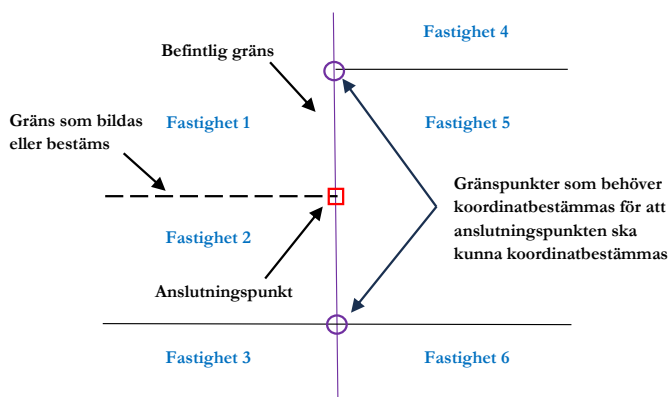 Fastighet 4
Befintlig gräns
Gräns som bildas
eller bestäms
Fastighet 1
Fastighet 5
Gränspunkter som behöver
koordinatbestämmas för att
anslutningspunkten ska
kunna koordinatbestämmas
Fastighet 2
Anslutningspunkt
Fastighet 3
Fastighet 6